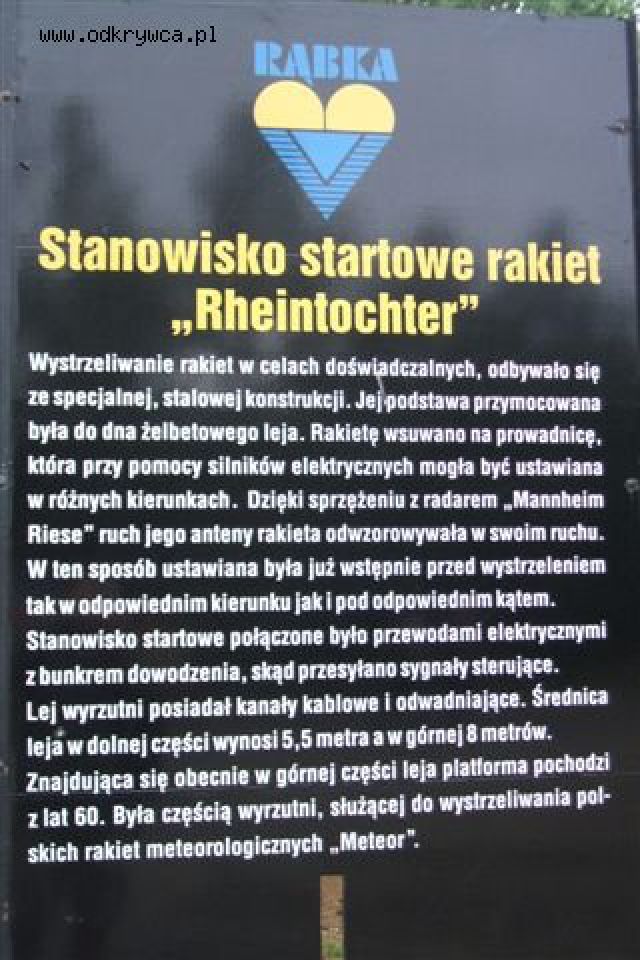 www.odkrywca.pl
RĄBKA
Stanowisko startowe rakiet
„Rheintochter”
Wystrzeliwanie rakiet w celach doświadczalnych, odbywało się
ze specjalnej, stalowej konstrukcji. Jej podstawa przymocowana
była do dna żelbetowego leja. Rakietę wsuwano na prowadnicę,
która przy pomocy silników elektrycznych mogła być ustawiana
w różnych kierunkach. Dzięki sprzężeniu z radarem „Mannheim
Riese” ruch jego anteny rakieta odwzorowywała w swoim ruchu.
W ten sposób ustawiana była już wstępnie przed wystrzeleniem
tak w odpowiednim kierunku jak i pod odpowiednim kątem.
Stanowisko startowe połączone było przewodami elektrycznymi
z bunkrem dowodzenia, skąd przesyłano sygnały sterujące.
Lej wyrzutni posiadał kanały kablowe i odwadniające. Średnica
leja w dolnej części wynosi 5,5 metra a w górnej 8 metrów.
Znajdująca się obecnie w górnej części leja platforma pochodzi
z lat 60. Była częścią wyrzutni, służącej do wystrzeliwania pol-
skich rakiet meteorologicznych „Meteor”.